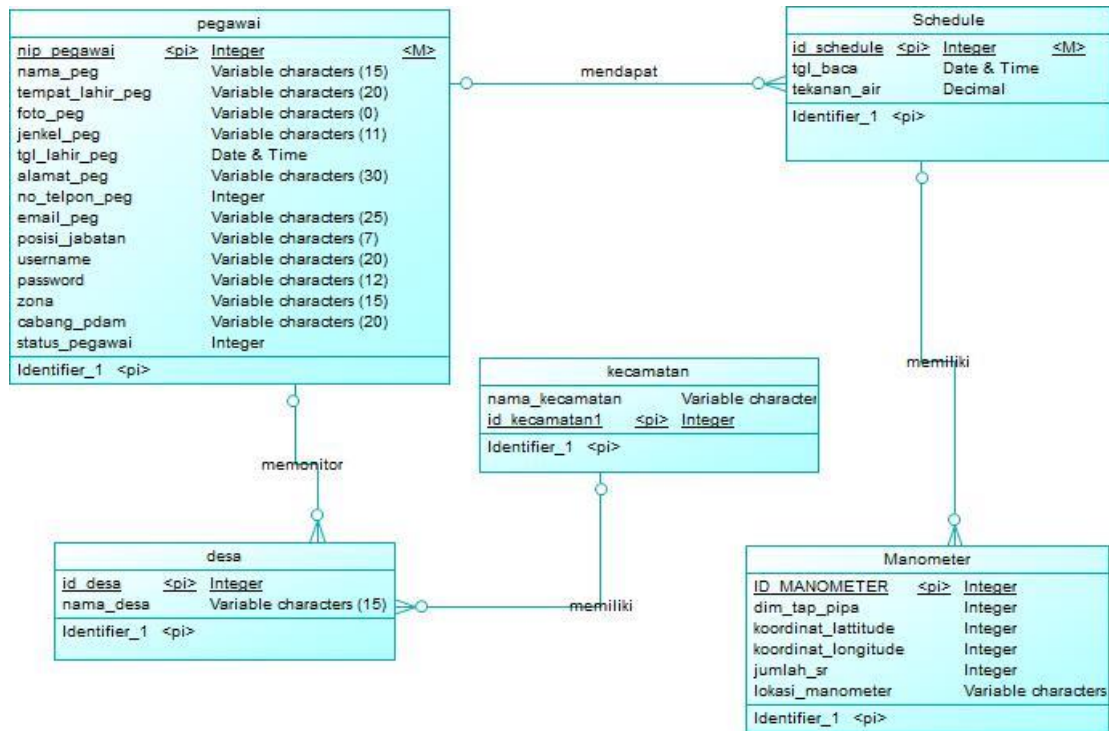 pegawai
nip_pegawai <pi> Integer <M>
nama_peg Variable characters (15)
tempat_lahir_peg Variable characters (20)
foto_peg Variable characters (0)
jenkel_peg Variable characters (11)
tgl_lahir_peg Date & Time
alamat_peg Variable characters (30)
no_telpon_peg Integer
email_peg Variable characters (25)
posisi_jabatan Variable characters (7)
username Variable characters (20)
password Variable characters (12)
zona Variable characters (15)
cabang_pdam Variable characters (20)
status_pegawai Integer
Identifier_1 <pi>
mendapat
Schedule
id_schedule <pi> Integer <M>
tgl_baca Date & Time
tekanan_air Decimal
Identifier_1 <pi>
memiliki
kecamatan
nama_kecamatan Variable character
id_kecamatan1 <pi> Integer
Identifier_1 <pi>
memonitor
desa
id_desa <pi> Integer
nama_desa Variable characters (15)
Identifier_1 <pi>
memiliki
Manometer
ID_MANOMETER <pi> Integer
dim_tap_pipa Integer
koordinat_lattitude Integer
koordinat_longitude Integer
jumlah_sr Integer
lokasi_manometer Variable characters
Identifier_1 <pi>